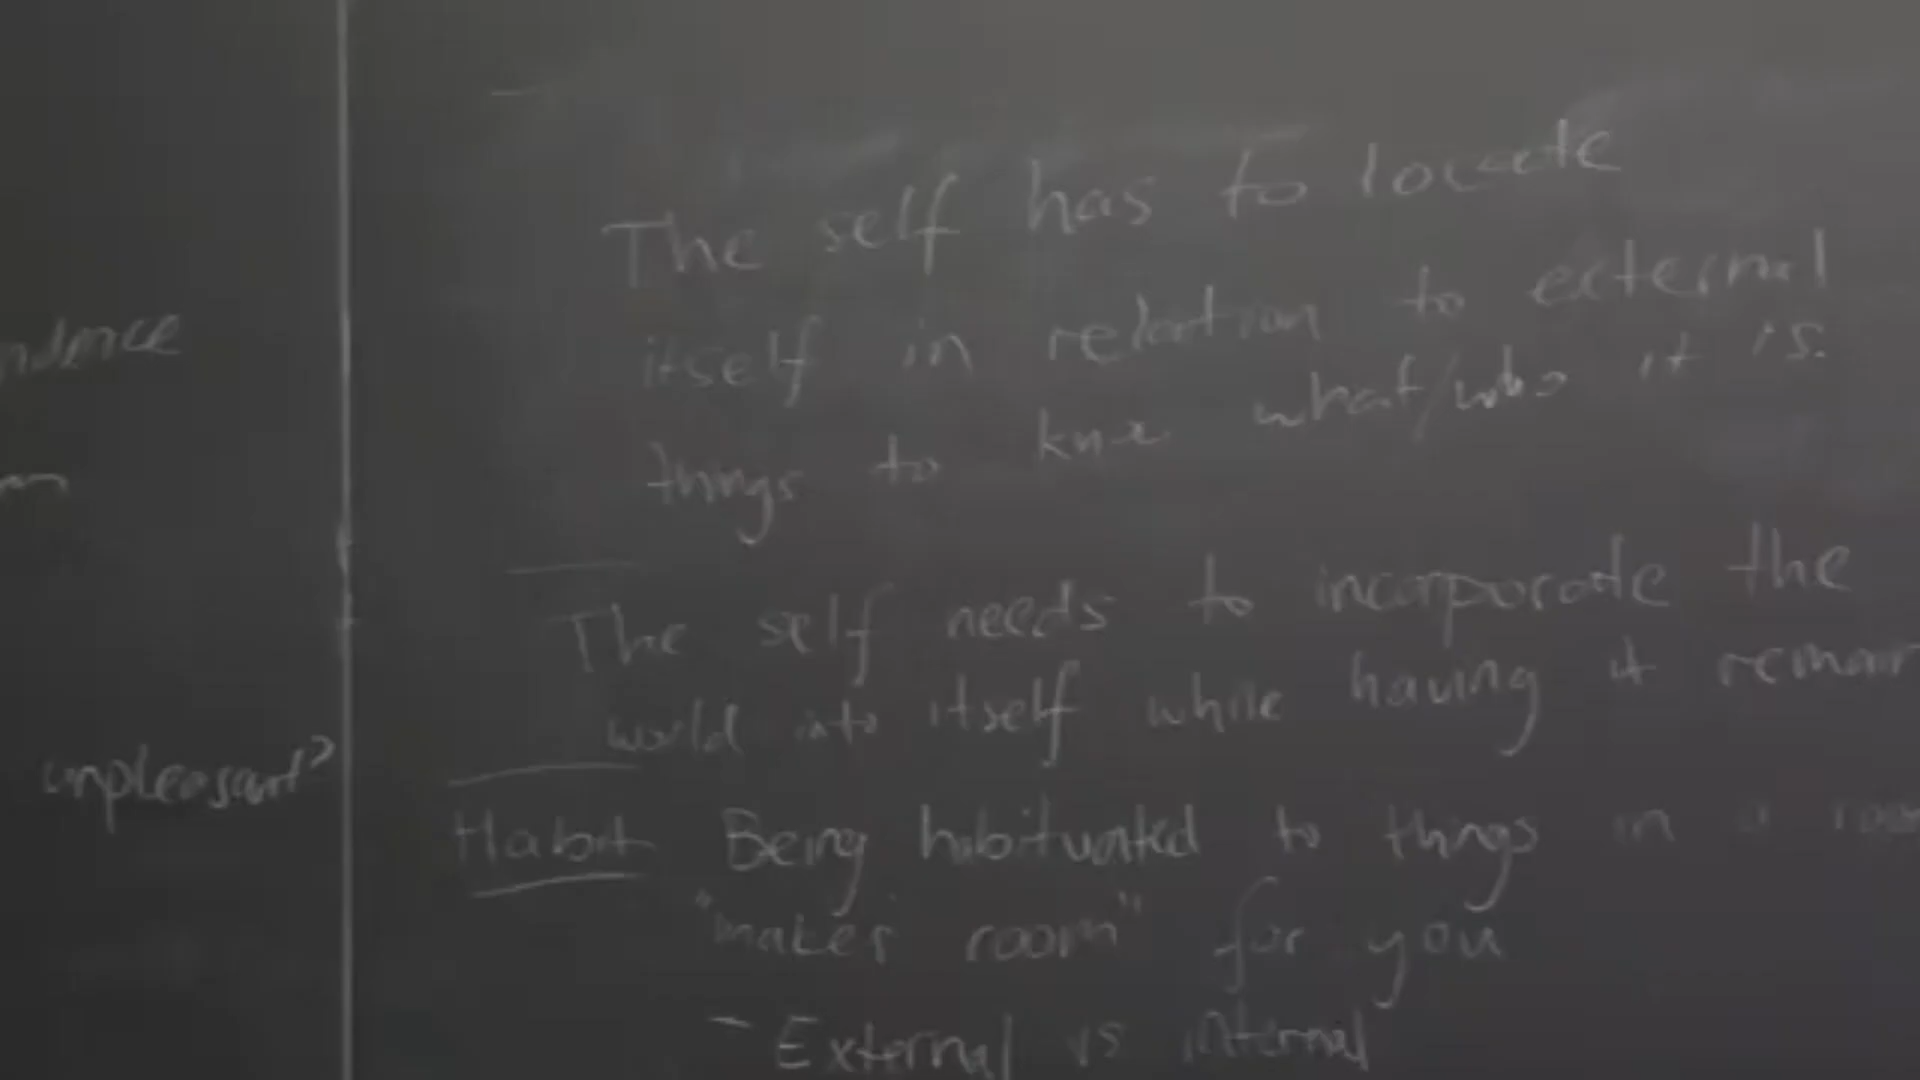 unpleasant?
The self has to locate
itself in relation to external
things to know what/who it is.
The self needs to incorporate the
world into itself while having it remain
Habit Being habituated to things in a room
"makes room" for you
- External vs internal